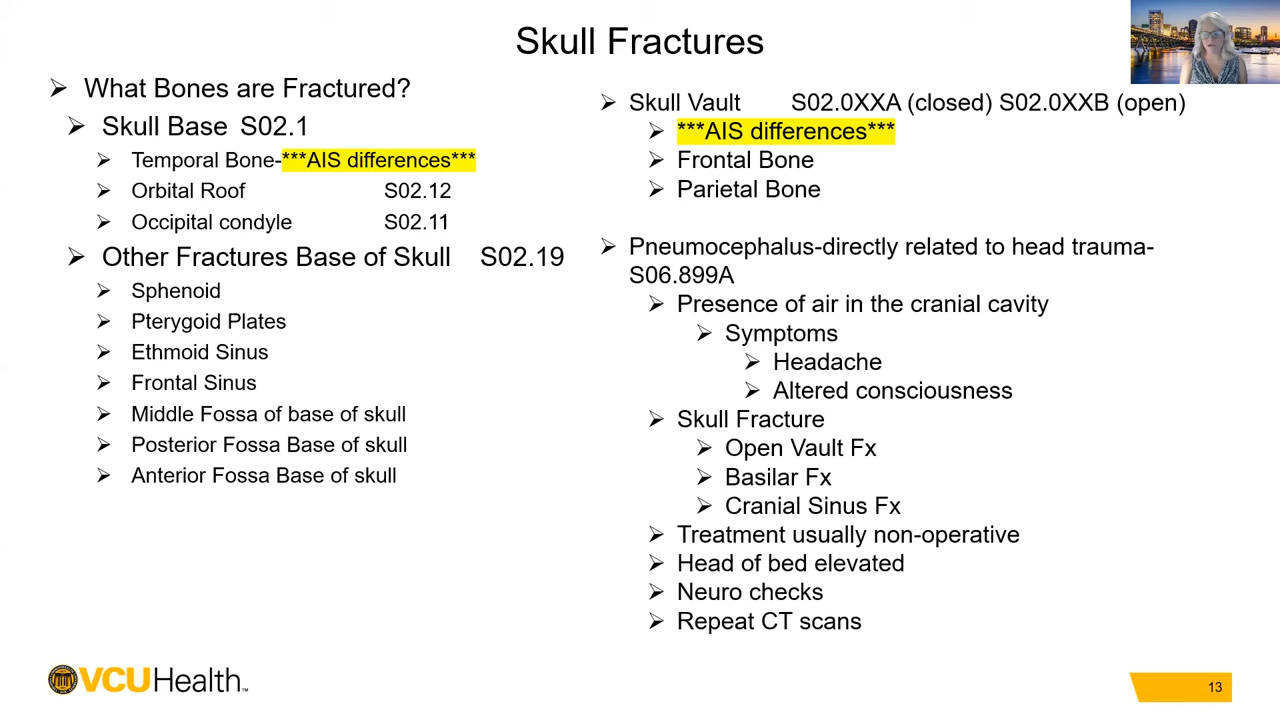 Skull Fractures
What Bones are Fractured?
Skull Base S02.1
Temporal Bone-***AIS differences***
Orbital Roof S02.12
Occipital condyle S02.11
Other Fractures Base of Skull S02.19
Sphenoid
Pterygoid Plates
Ethmoid Sinus
Frontal Sinus
Middle Fossa of base of skull
Posterior Fossa Base of skull
Anterior Fossa Base of skull
Skull Vault S02.0XXA (closed) S02.0XXB (open)
***AIS differences***
Frontal Bone
Parietal Bone
Pneumocephalus-directly related to head trauma-
S06.899A
Presence of air in the cranial cavity
Symptoms
Headache
Altered consciousness
Skull Fracture
Open Vault Fx
Basilar Fx
Cranial Sinus Fx
Treatment usually non-operative
Head of bed elevated
Neuro checks
Repeat CT scans
VCUHealth™
13